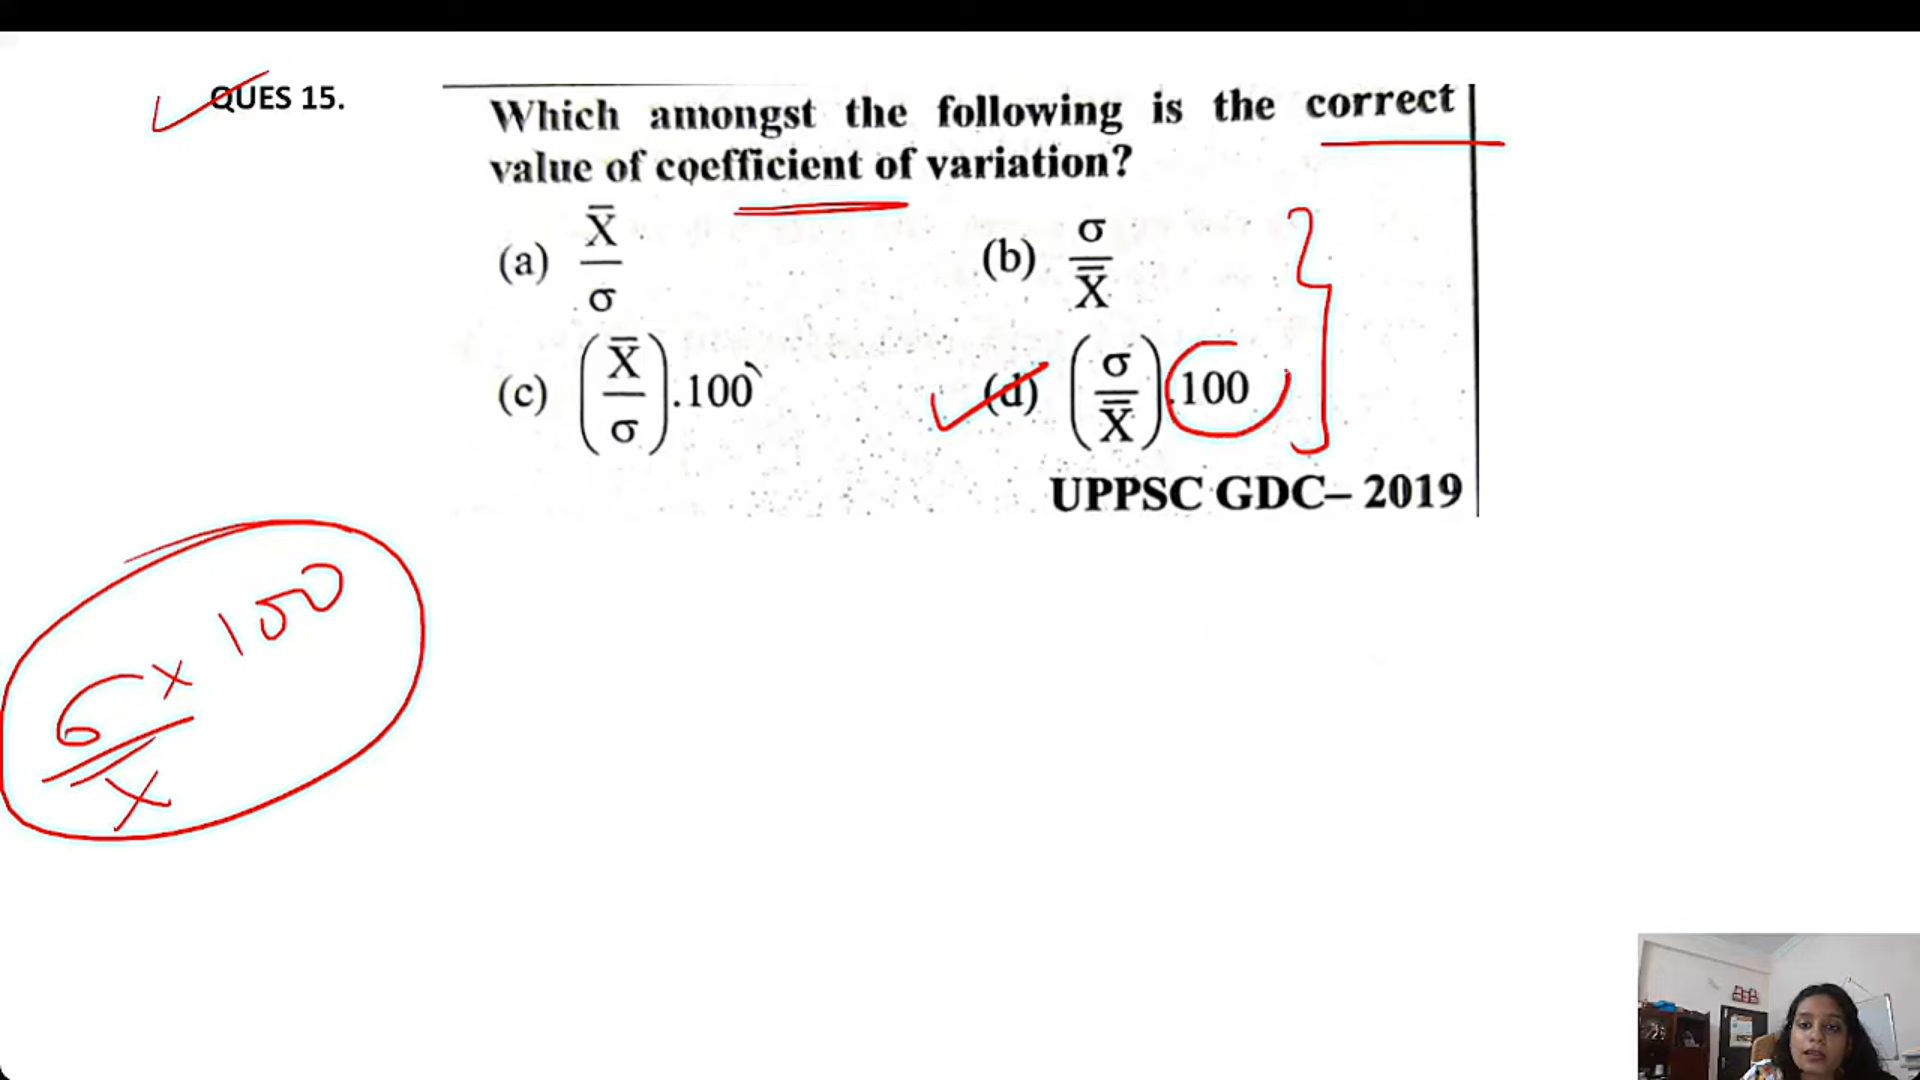 QUES 15.
Which amongst the following is the correct
value of coefficient of variation?
(a) X̄/σ (b) σ/X̄
(c) (X̄/σ).100 (d) (σ/X̄).100
UPPSC GDC– 2019
σ/X̄ × 100